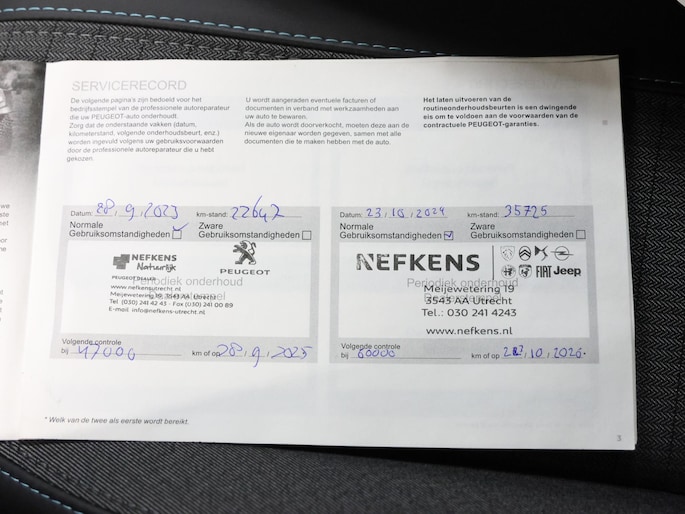 SERVICERECORD
De volgende pagina's zijn bedoeld voor het
bedrijfsstempel van de professionele autoreparateur
die uw PEUGEOT-auto onderhoudt.
Zorg dat de onderstaande vakken (datum,
kilometerstand, volgende onderhoudsbeurt, enz.)
worden ingevuld volgens uw gebruiksvoorwaarden
door de professionele autoreparateur die u hebt
gekozen.
U wordt aangeraden eventuele facturen of
documenten in verband met werkzaamheden aan
uw auto te bewaren.
Als de auto wordt doorverkocht, moeten deze aan de
nieuwe eigenaar worden gegeven, samen met alle
documenten die te maken hebben met de auto.
Het laten uitvoeren van de
routineonderhoudsbeurten is een dwingende
eis om te voldoen aan de voorwaarden van de
contractuele PEUGEOT-garanties.
Datum: 28, 9, 2023 km-stand: 22647
Normale Zware
Gebruiksomstandigheden Gebruiksomstandigheden
NEFKENS
Natuurlijk
PEUGEOT
PEUGEOT DEALER
Periodiek onderhoud
www.nefkensutrecht.nl
Meijewetering 19, 3543 AA Utrecht
Tel. (030) 241 42 43 - Fax (030) 241 00 89
E-mail: info@nefkens-utrecht.nl
Volgende controle
bij 47000 km of op 28, 9, 2025
Datum: 23, 10, 2024 km-stand: 35725
Normale Zware
Gebruiksomstandigheden Gebruiksomstandigheden
NEFKENS
FIAT Jeep
Periodiek onderhoud
Meijewetering 19
3543 AA Utrecht
Tel.: 030 241 4243
www.nefkens.nl
Volgende controle
bij 60000 km of op 10, 2026.
* Welk van de twee als eerste wordt bereikt.
3